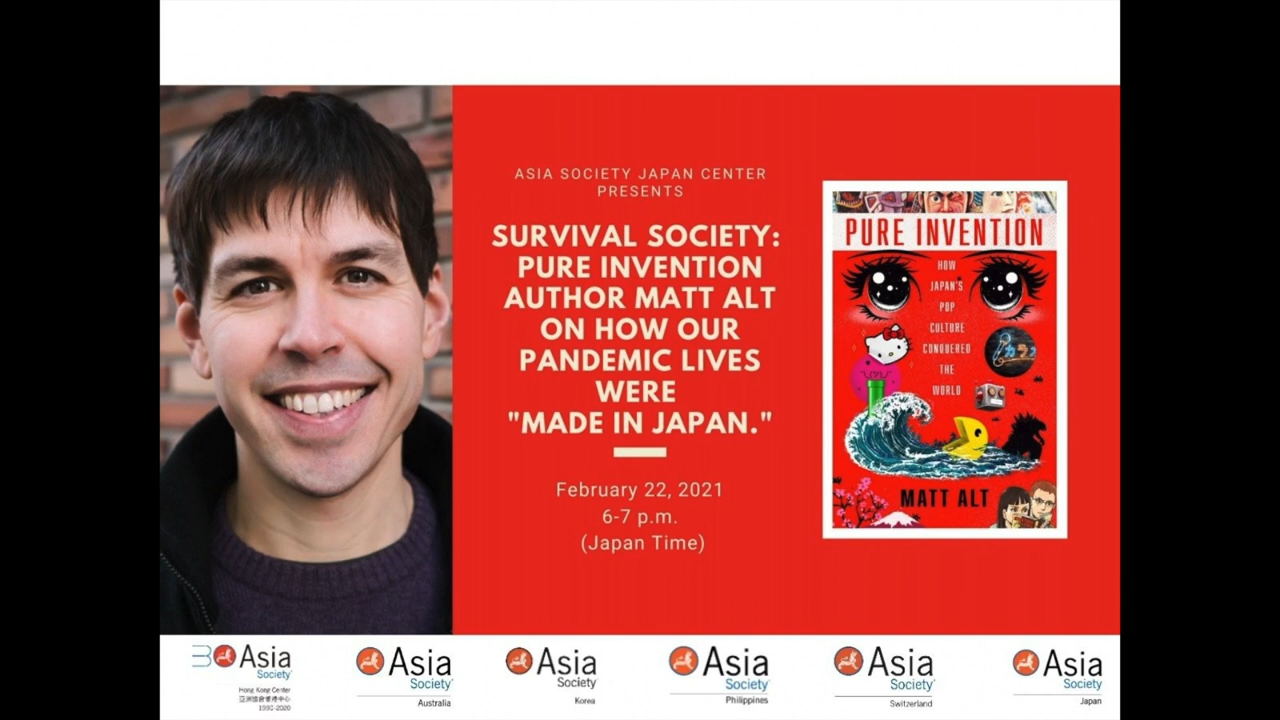 ASIA SOCIETY JAPAN CENTER
PRESENTS
SURVIVAL SOCIETY:
PURE INVENTION
AUTHOR MATT ALT
ON HOW OUR
PANDEMIC LIVES
WERE
"MADE IN JAPAN."
February 22, 2021
6-7 p.m.
(Japan Time)
PURE INVENTION
HOW
JAPAN'S
POP
CULTURE
CONQUERED
THE
WORLD
カラ
MATT ALT
30 Asia
Society
Hong Kong Center
亞洲協會香港中心
1990-2020
Asia
Society
Australia
Asia
Society
Korea
Asia
Society
Philippines
Asia
Society
Switzerland
Asia
Society
Japan